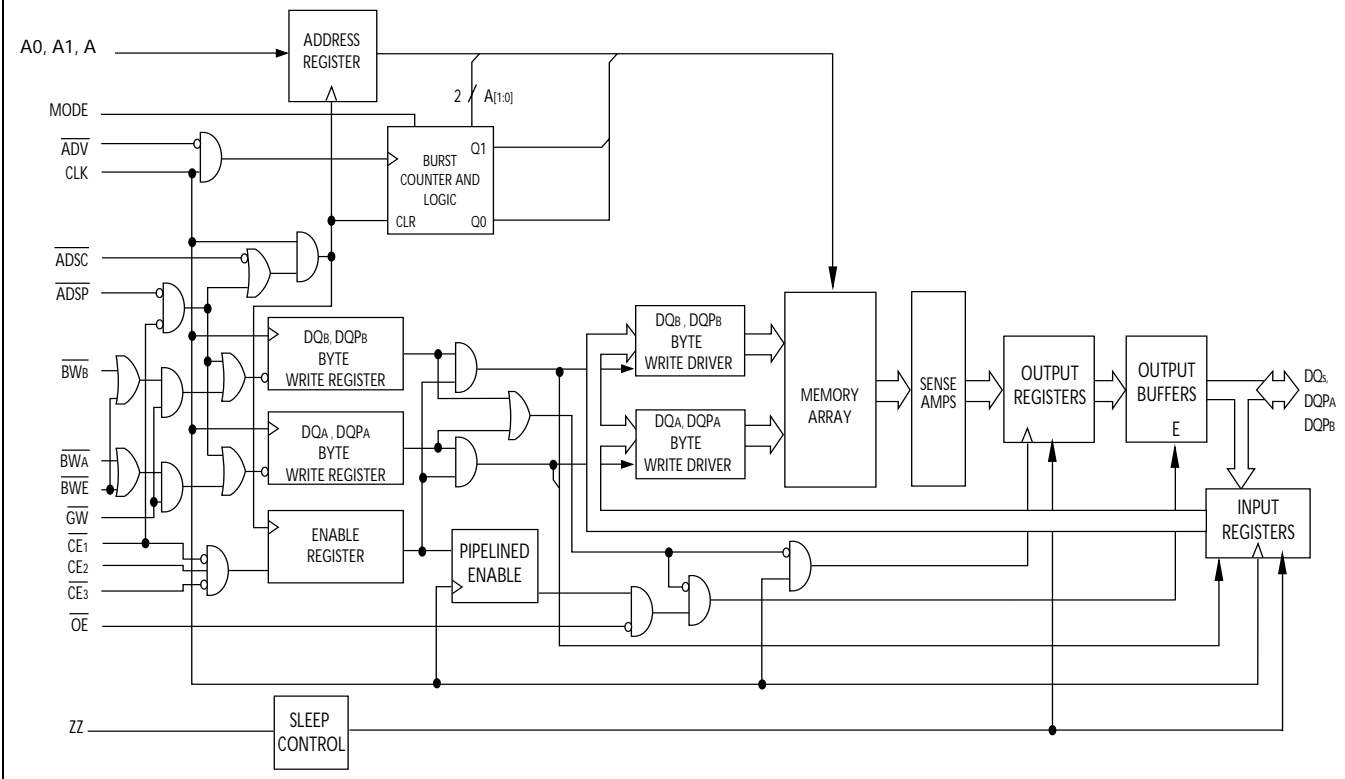 A0, A1, A
ADDRESS
REGISTER
MODE
2 A[1:0]
ADV
CLK
BURST
COUNTER AND
LOGIC
Q1
CLR
Q0
ADSC
ADSP
BWB
BWA
BWE
GW
CE1
CE2
CE3
OE
ZZ
DQB, DQPB
BYTE
WRITE REGISTER
DQA, DQPA
BYTE
WRITE REGISTER
ENABLE
REGISTER
PIPELINED
ENABLE
SLEEP
CONTROL
DQB, DQPB
BYTE
WRITE DRIVER
DQA, DQPA
BYTE
WRITE DRIVER
MEMORY
ARRAY
SENSE
AMPS
OUTPUT
REGISTERS
OUTPUT
BUFFERS
E
DQs,
DQPA
DQPB
INPUT
REGISTERS